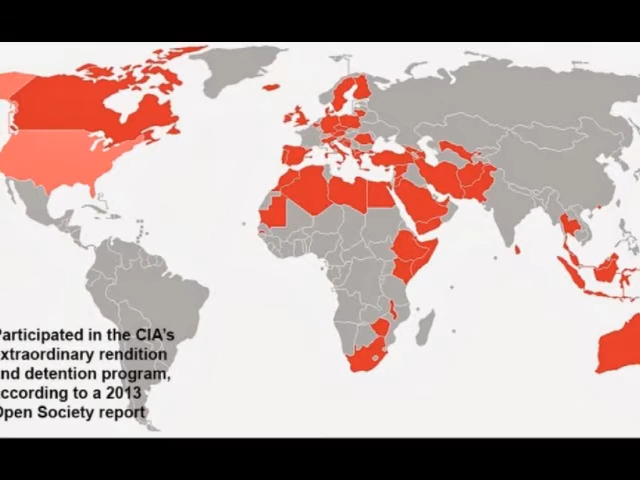 Participated in the CIA's
xtraordinary rendition
nd detention program,
ccording to a 2013
Open Society report